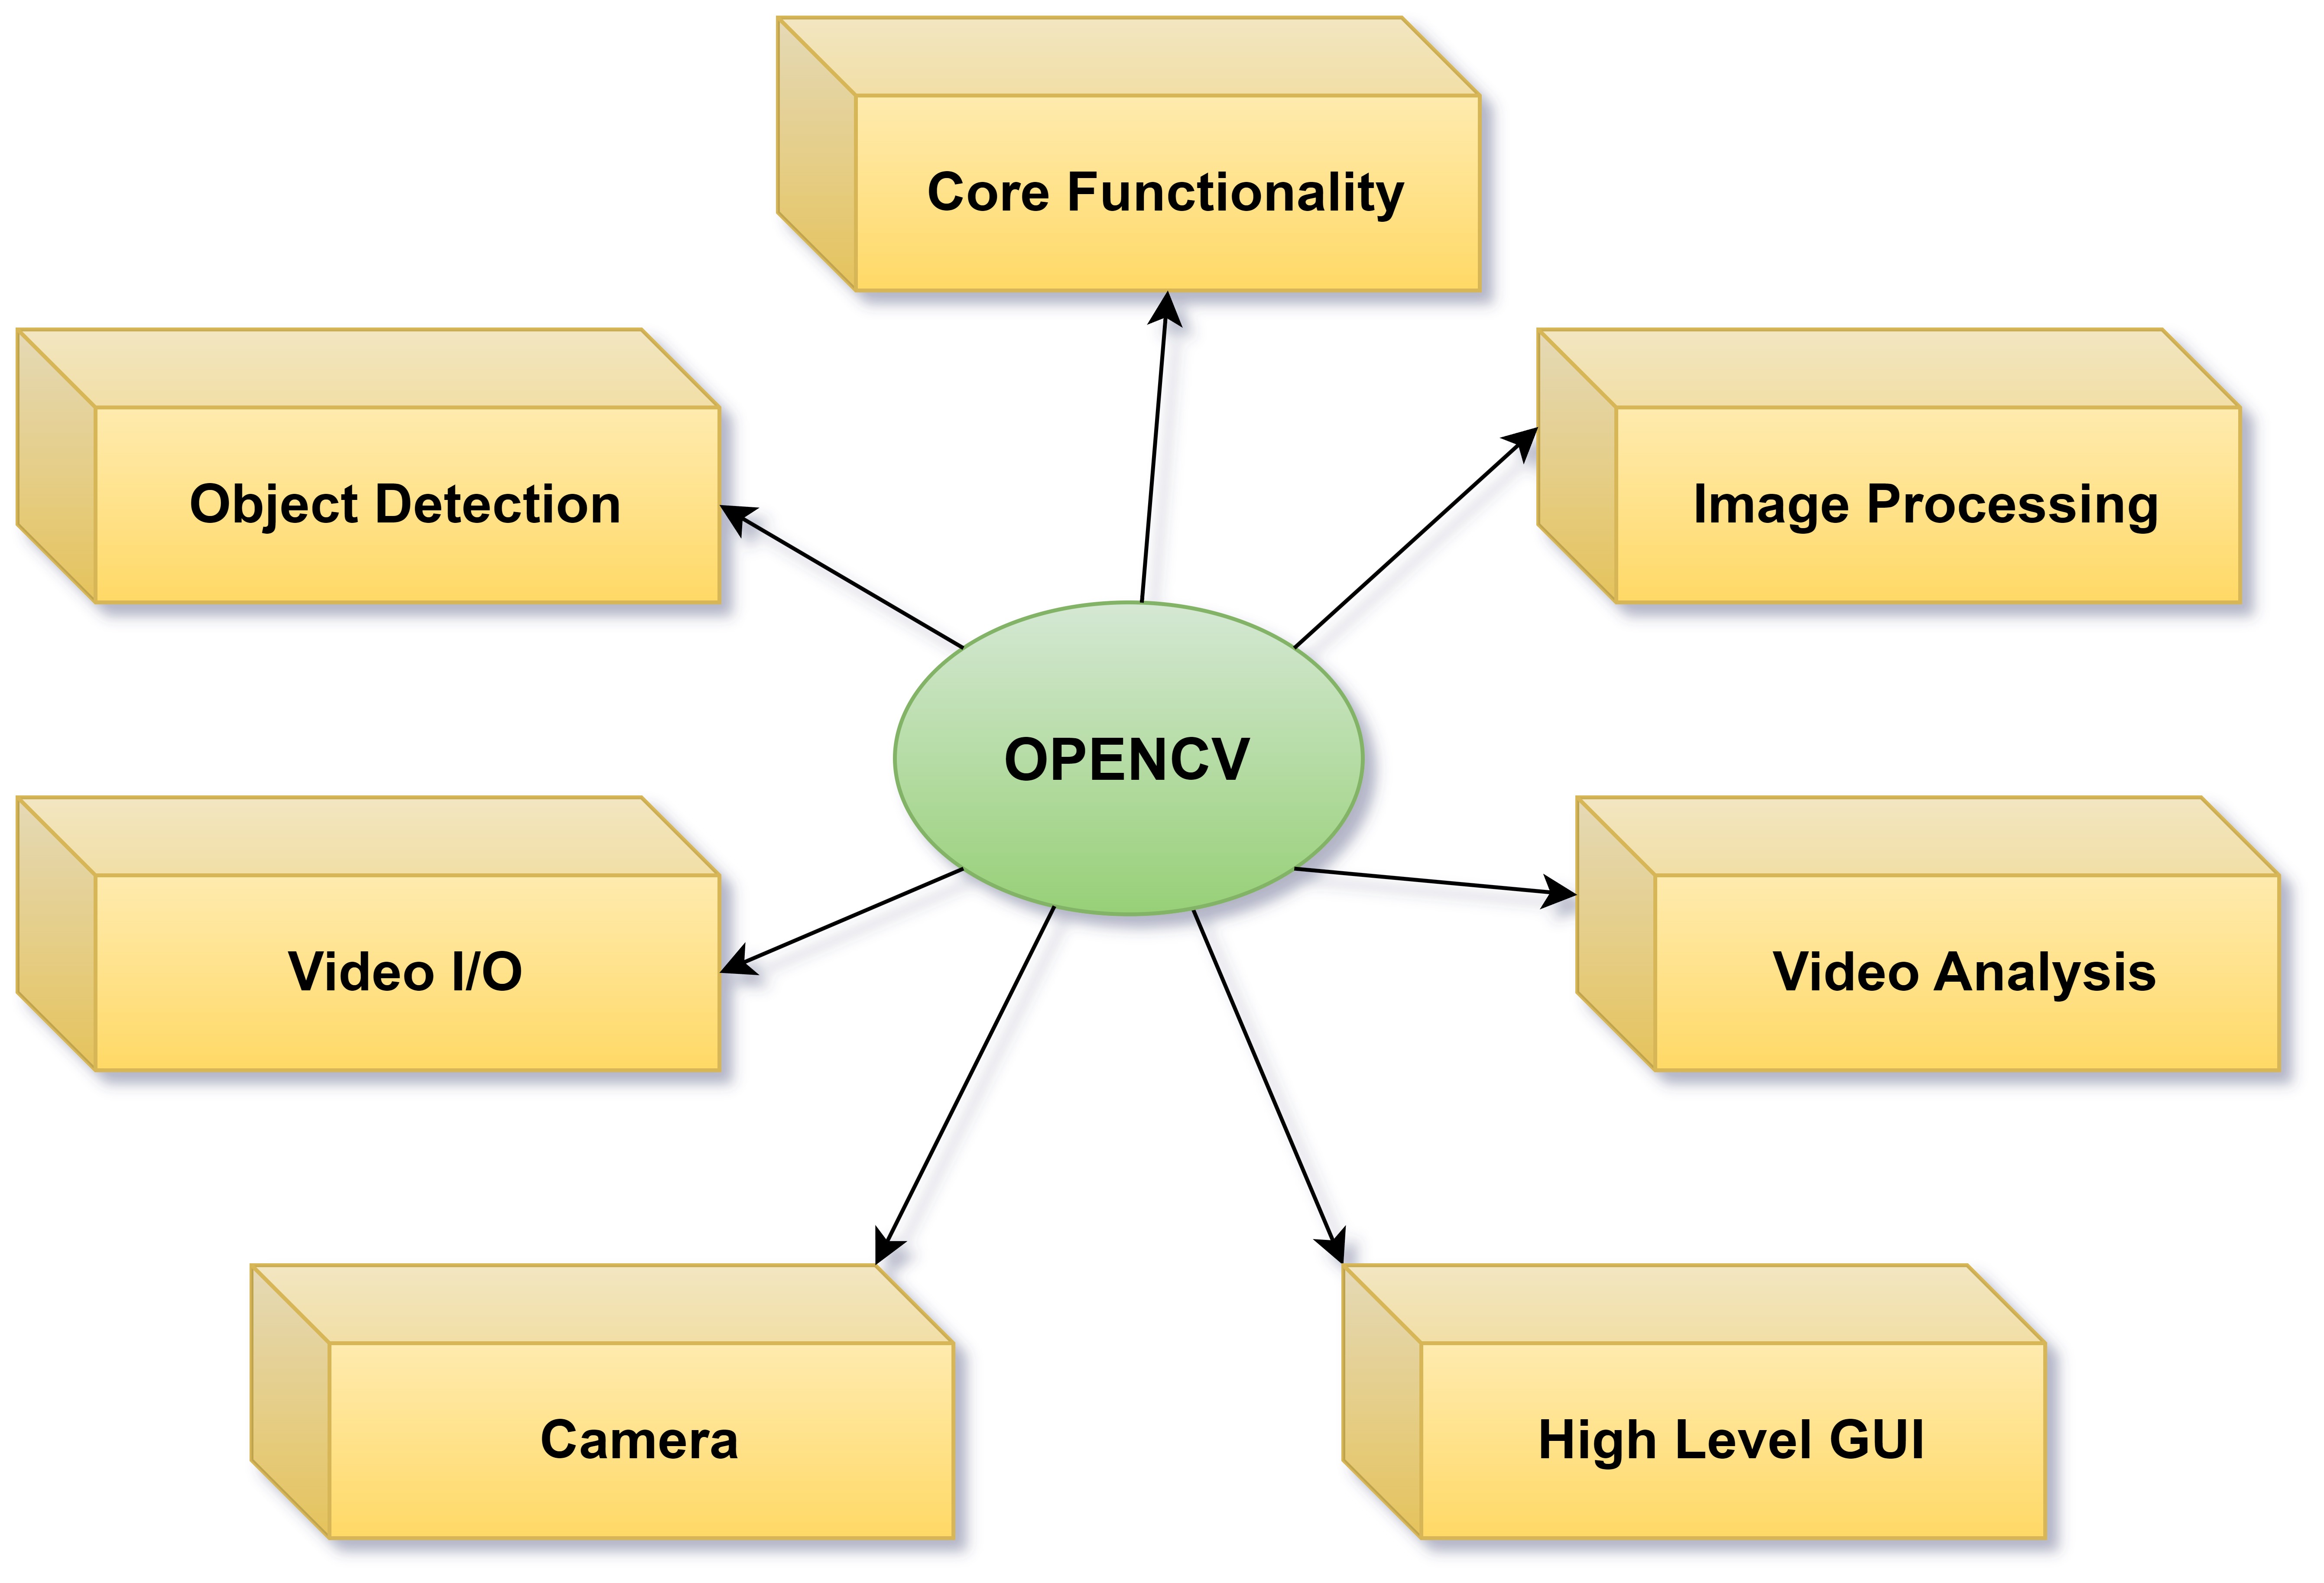 Core Functionality
Object Detection
Image Processing
OPENCV
Video I/O
Video Analysis
Camera
High Level GUI